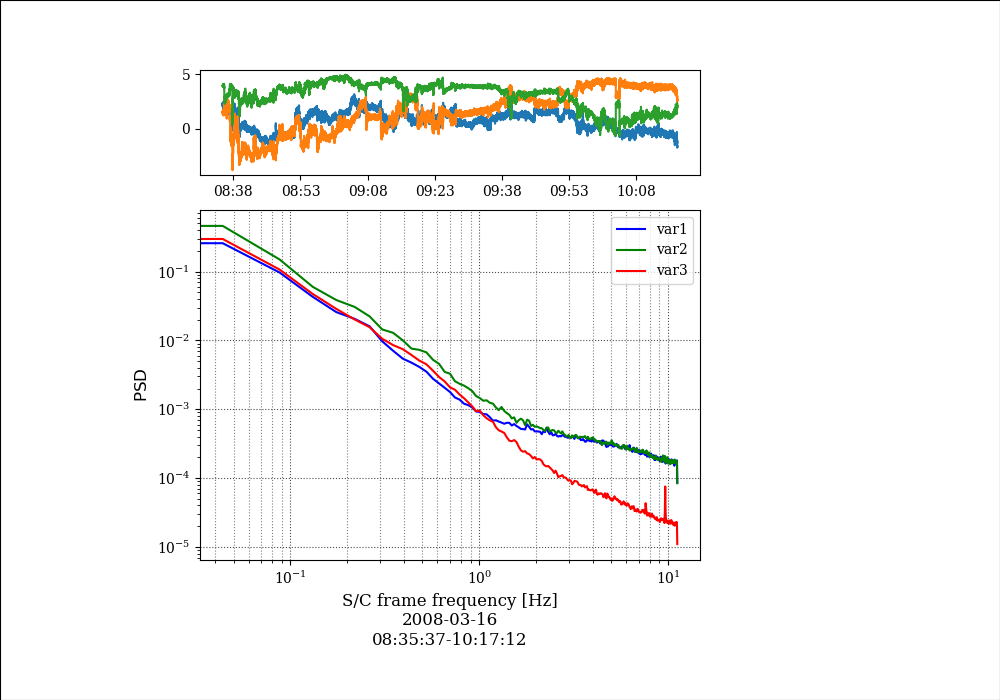 5
0
08:38 08:53 09:08 09:23 09:38 09:53 10:08
var1
var2
var3
10⁻¹
10⁻²
10⁻³
10⁻⁴
10⁻⁵
PSD
10⁻¹ 10⁰ 10¹
S/C frame frequency [Hz]
2008-03-16
08:35:37-10:17:12